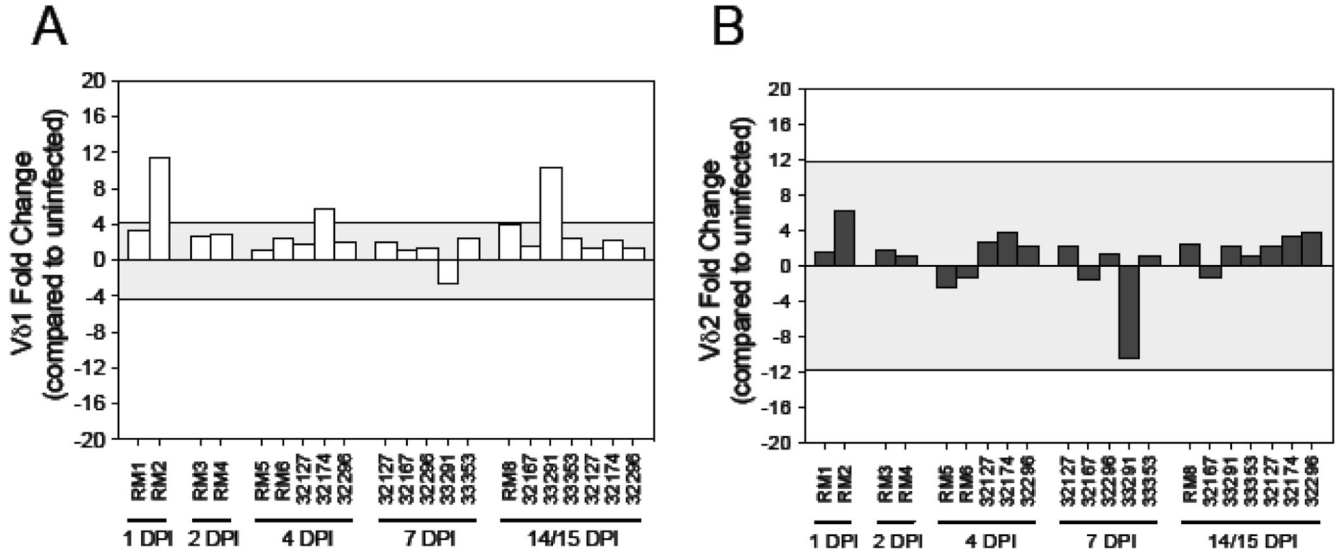 A
Vδ1 Fold Change
(compared to uninfected)
20
16
12
8
4
0
-4
-8
-12
-16
-20
RM1
RM2
RM3
RM4
RM5
RM6
32127
32174
32296
32127
32167
32296
33291
33353
RM8
32167
33291
33353
32127
32174
32296
1 DPI
2 DPI
4 DPI
7 DPI
14/15 DPI
B
Vδ2 Fold Change
(compared to uninfected)
20
16
12
8
4
0
-4
-8
-12
-16
-20
RM1
RM2
RM3
RM4
RM5
RM6
32127
32174
32296
32127
32167
32296
33291
33353
RM8
32167
33291
33353
32127
32174
32296
1 DPI
2 DPI
4 DPI
7 DPI
14/15 DPI